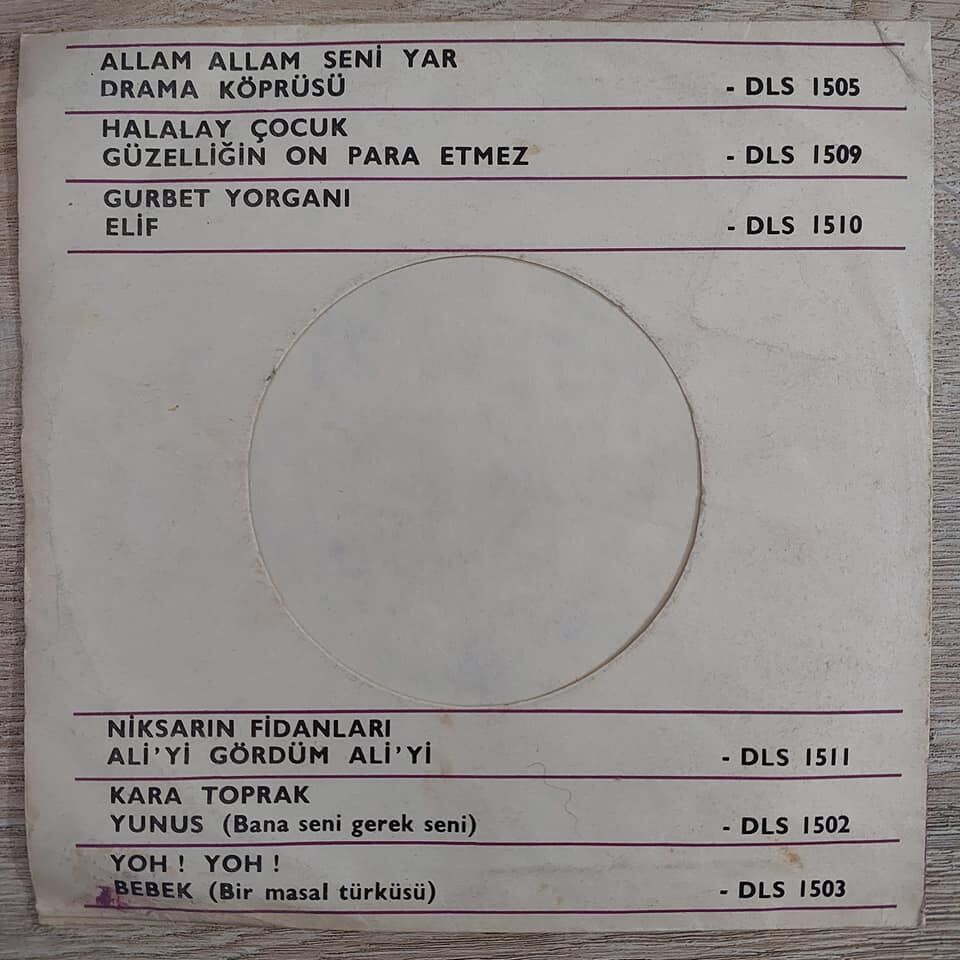 ALLAM ALLAM SENİ YAR
DRAMA KÖPRÜSÜ - DLS 1505
HALALAY ÇOCUK
GÜZELLİĞİN ON PARA ETMEZ - DLS 1509
GURBET YORGANI
ELİF - DLS 1510
NİKSARIN FİDANLARI
ALİ'Yİ GÖRDÜM ALİ'Yİ - DLS 1511
KARA TOPRAK
YUNUS (Bana seni gerek seni) - DLS 1502
YOH ! YOH !
BEBEK (Bir masal türküsü) - DLS 1503